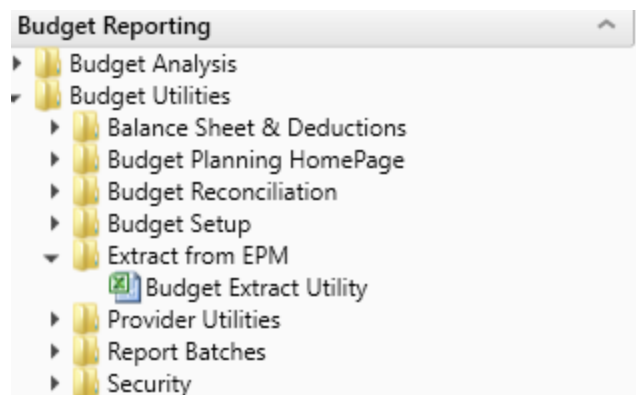 Budget Reporting
Budget Analysis
Budget Utilities
Balance Sheet & Deductions
Budget Planning HomePage
Budget Reconciliation
Budget Setup
Extract from EPM
Budget Extract Utility
Provider Utilities
Report Batches
Security